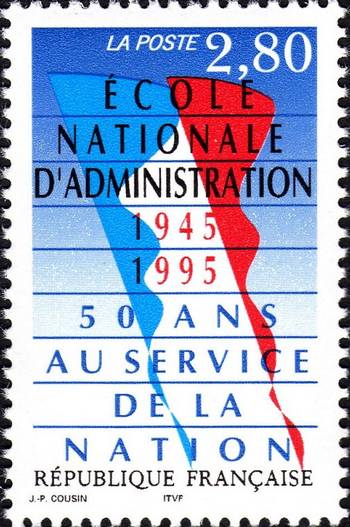 LA POSTE 2,80
ÉCOLE
NATIONALE
D'ADMINISTRATION
1945
1995
50 ANS
AU SERVICE
DE LA
NATION
RÉPUBLIQUE FRANÇAISE
J.-P. COUSIN ITVF